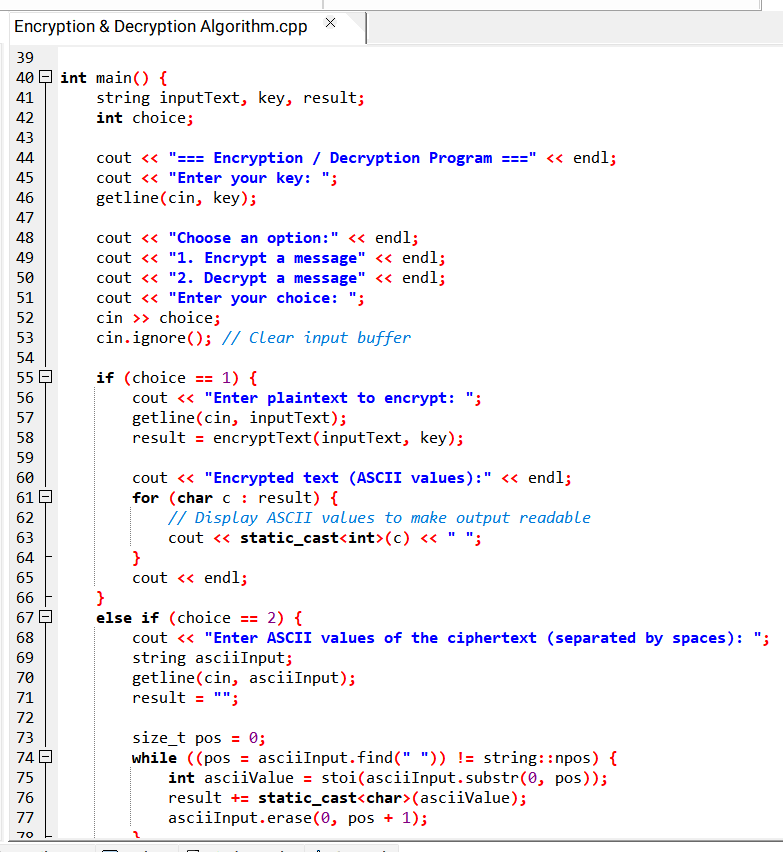 Encryption & Decryption Algorithm.cpp ×
39
40 int main() {
41 string inputText, key, result;
42 int choice;
43
44 cout << "=== Encryption / Decryption Program ===" << endl;
45 cout << "Enter your key: ";
46 getline(cin, key);
47
48 cout << "Choose an option:" << endl;
49 cout << "1. Encrypt a message" << endl;
50 cout << "2. Decrypt a message" << endl;
51 cout << "Enter your choice: ";
52 cin >> choice;
53 cin.ignore(); // Clear input buffer
54
55 if (choice == 1) {
56 cout << "Enter plaintext to encrypt: ";
57 getline(cin, inputText);
58 result = encryptText(inputText, key);
59
60 cout << "Encrypted text (ASCII values):" << endl;
61 for (char c : result) {
62 // Display ASCII values to make output readable
63 cout << static_cast<int>(c) << " ";
64 }
65 cout << endl;
66 }
67 else if (choice == 2) {
68 cout << "Enter ASCII values of the ciphertext (separated by spaces): ";
69 string asciiInput;
70 getline(cin, asciiInput);
71 result = "";
72
73 size_t pos = 0;
74 while ((pos = asciiInput.find(" ")) != string::npos) {
75 int asciiValue = stoi(asciiInput.substr(0, pos));
76 result += static_cast<char>(asciiValue);
77 asciiInput.erase(0, pos + 1);
78 }